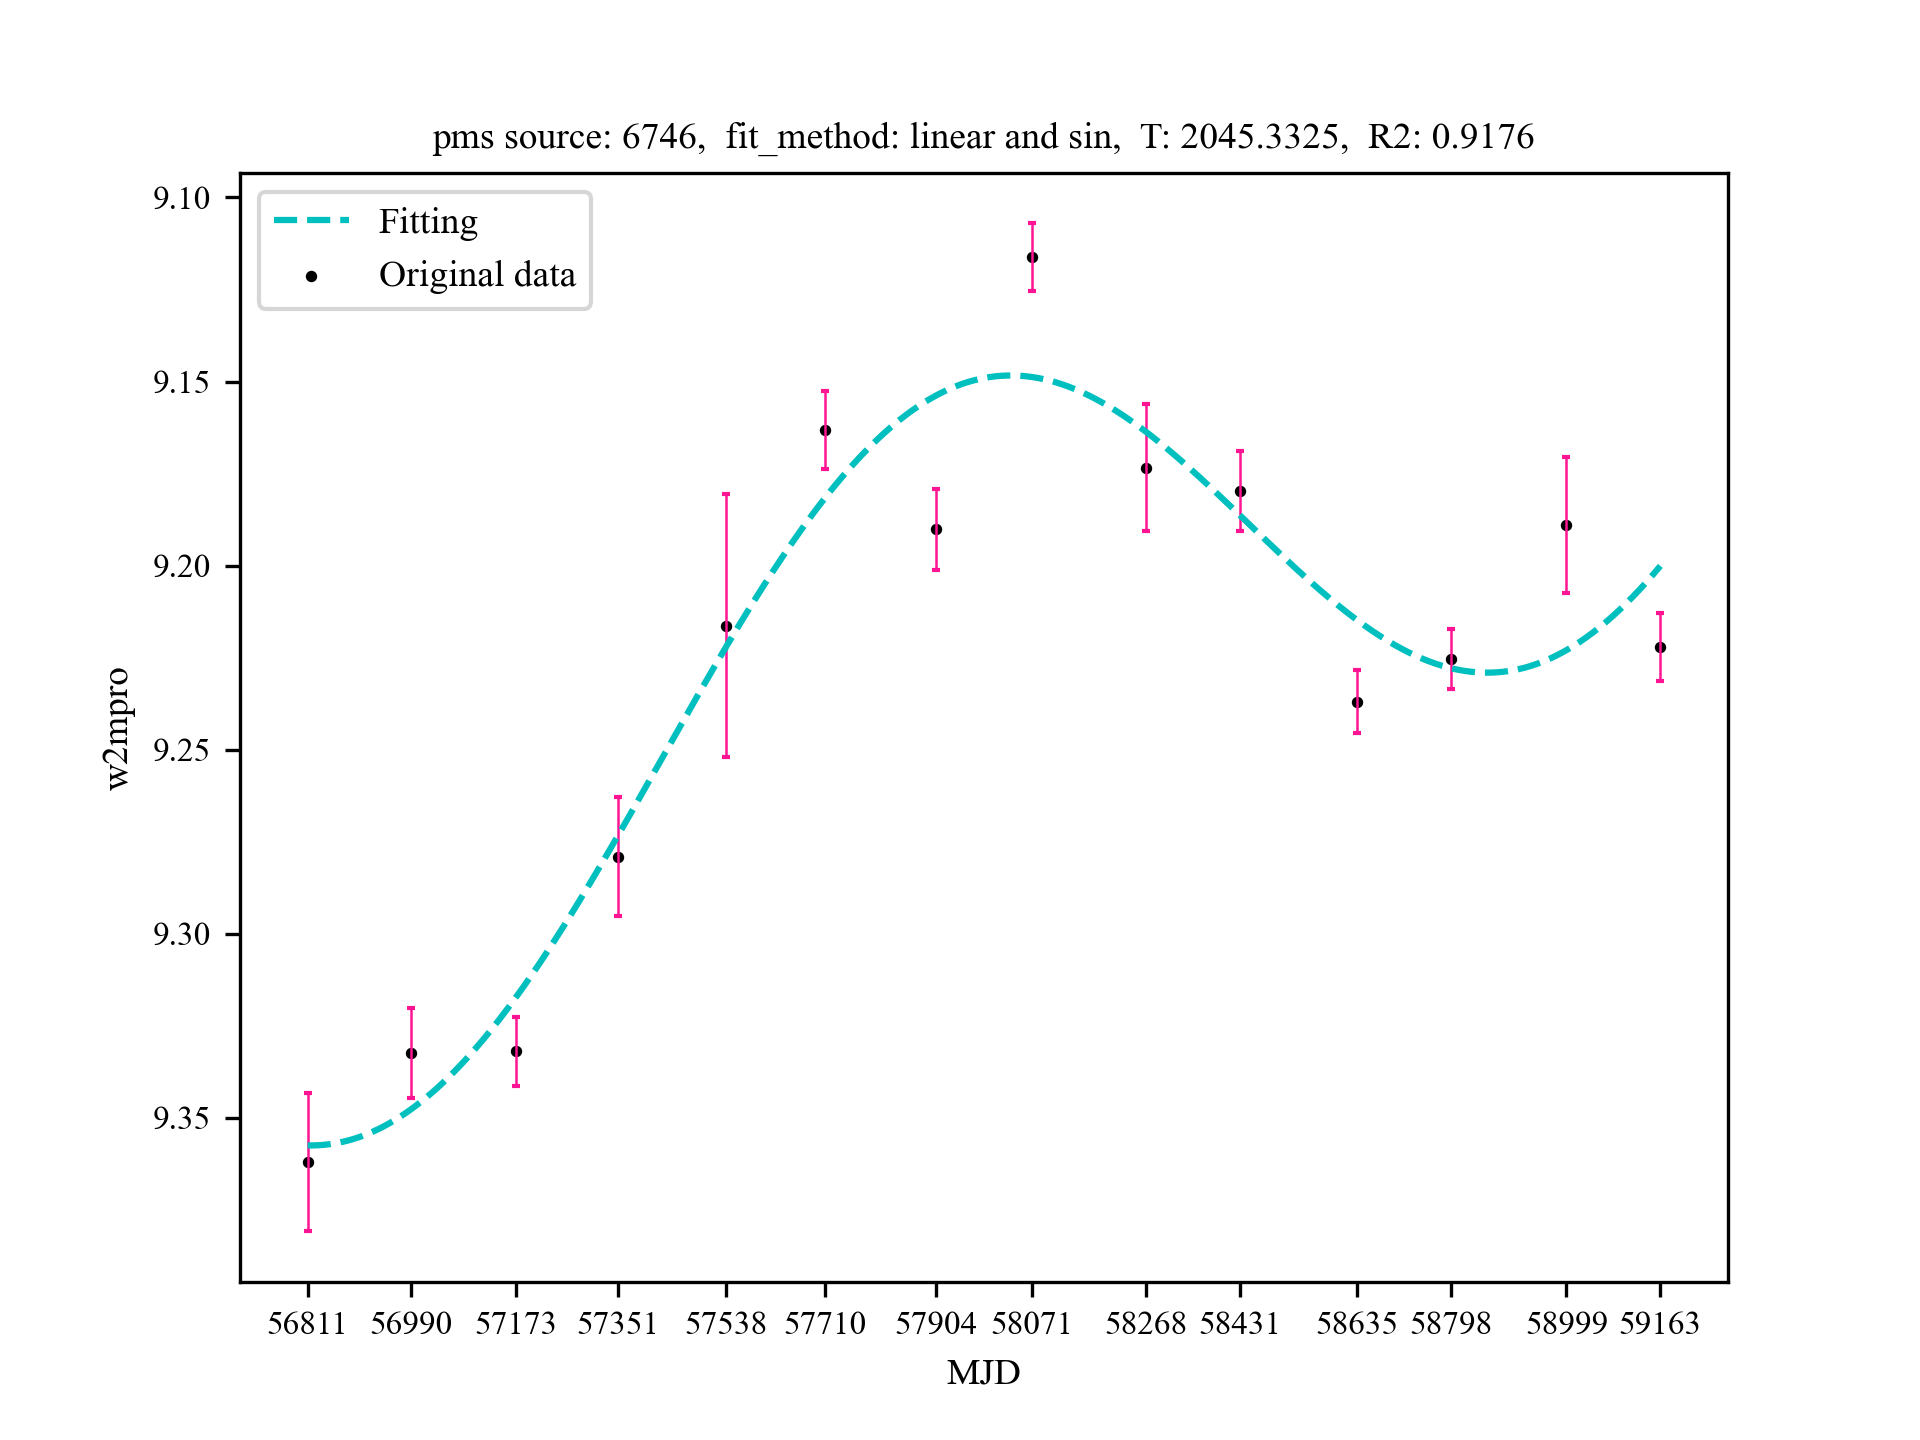 pms source: 6746,  fit_method: linear and sin,  T: 2045.3325,  R2: 0.9176
Fitting
Original data
9.10
9.15
9.20
9.25
9.30
9.35
w2mpro
56811 56990 57173 57351 57538 57710 57904 58071 58268 58431 58635 58798 58999 59163
MJD